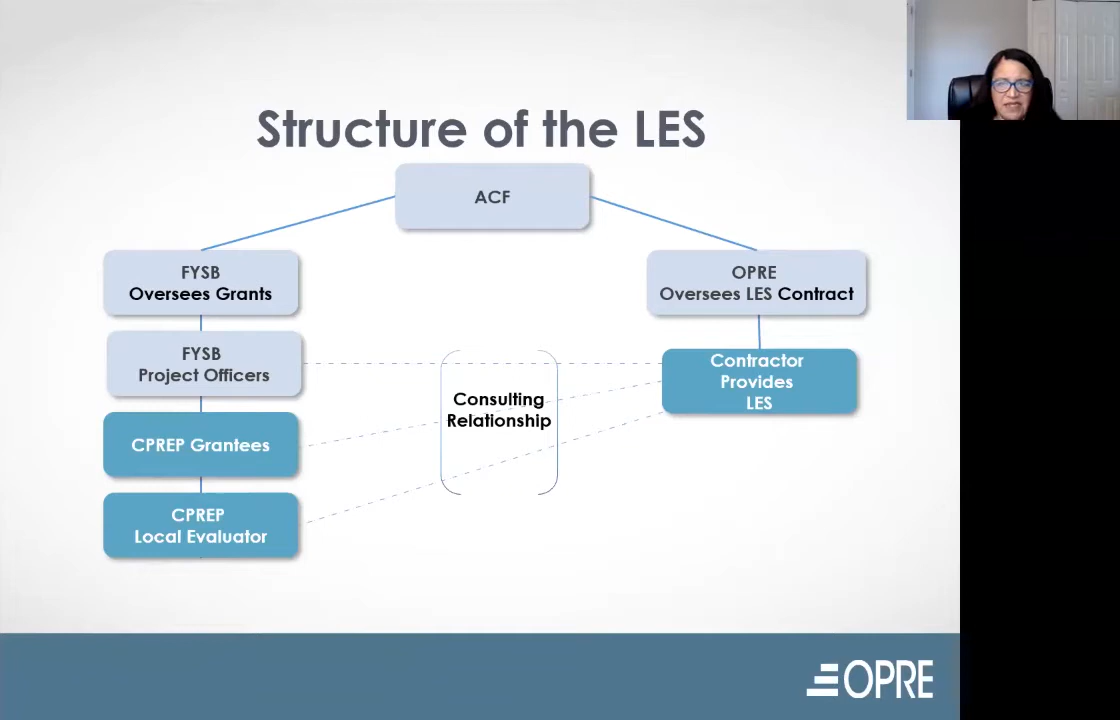 Structure of the LES
ACF
FYSB
Oversees Grants
OPRE
Oversees LES Contract
FYSB
Project Officers
Contractor
Provides
LES
Consulting
Relationship
CPREP Grantees
CPREP
Local Evaluator
OPRE